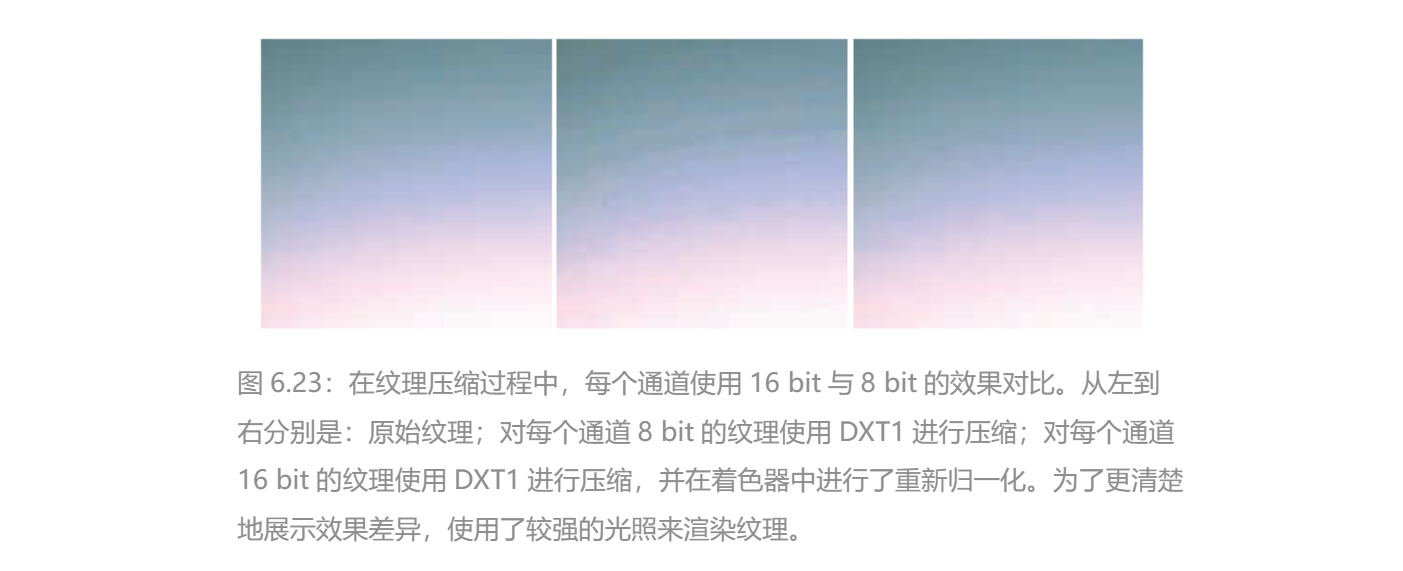 图 6.23：在纹理压缩过程中，每个通道使用 16 bit 与 8 bit 的效果对比。从左到
右分别是：原始纹理；对每个通道 8 bit 的纹理使用 DXT1 进行压缩；对每个通道
16 bit 的纹理使用 DXT1 进行压缩，并在着色器中进行了重新归一化。为了更清楚
地展示效果差异，使用了较强的光照来渲染纹理。